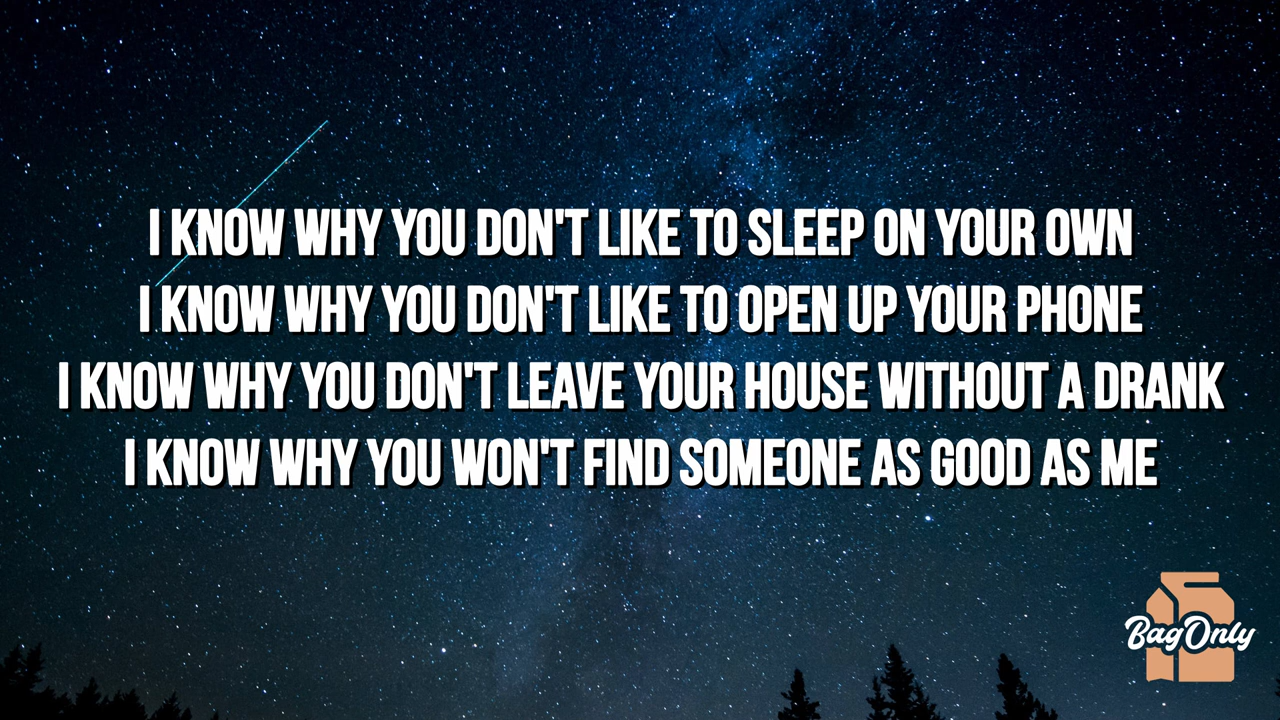 I KNOW WHY YOU DON'T LIKE TO SLEEP ON YOUR OWN
I KNOW WHY YOU DON'T LIKE TO OPEN UP YOUR PHONE
I KNOW WHY YOU DON'T LEAVE YOUR HOUSE WITHOUT A DRANK
I KNOW WHY YOU WON'T FIND SOMEONE AS GOOD AS ME
BagOnly